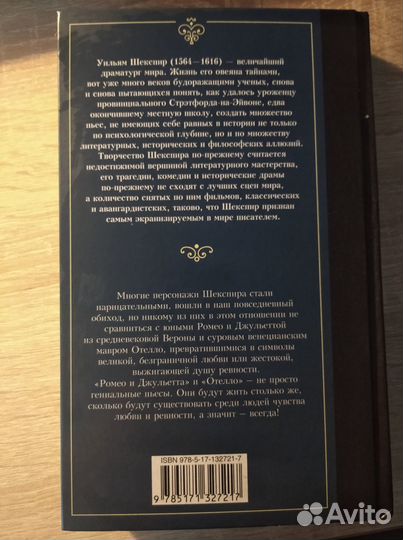 Уильям Шекспир (1564—1616) — величайший
драматург мира. Жизнь его овеяна тайнами,
вот уже много веков будоражащими ученых, снова
и снова пытающихся понять, как удалось уроженцу
провинциального Стрэтфорда-на-Эйвоне, едва
окончившему местную школу, создать множество
пьес, не имеющих себе равных в истории не только
по психологической глубине, но и по множеству
литературных, исторических и философских аллюзий.
Творчество Шекспира по-прежнему считается
недостижимой вершиной литературного мастерства,
его трагедии, комедии и исторические драмы
по-прежнему не сходят с лучших сцен мира,
а количество снятых по ним фильмов, классических
и авангардистских, таково, что Шекспир признан
самым экранизируемым в мире писателем.
Многие персонажи Шекспира стали
нарицательными, вошли в наш повседневный
обиход, но никому из них в этом отношении не
сравниться с юными Ромео и Джульеттой
из средневековой Вероны и суровым венецианским
мавром Отелло, превратившимися в символы
великой, безграничной любви или жестокой,
выжигающей душу ревности.
«Ромео и Джульетта» и «Отелло» — не просто
гениальные пьесы. Они будут жить столько же,
сколько будут существовать среди людей чувства
любви и ревности, а значит — всегда!
ISBN 978-5-17-132721-7
9 785171 327217
Avito